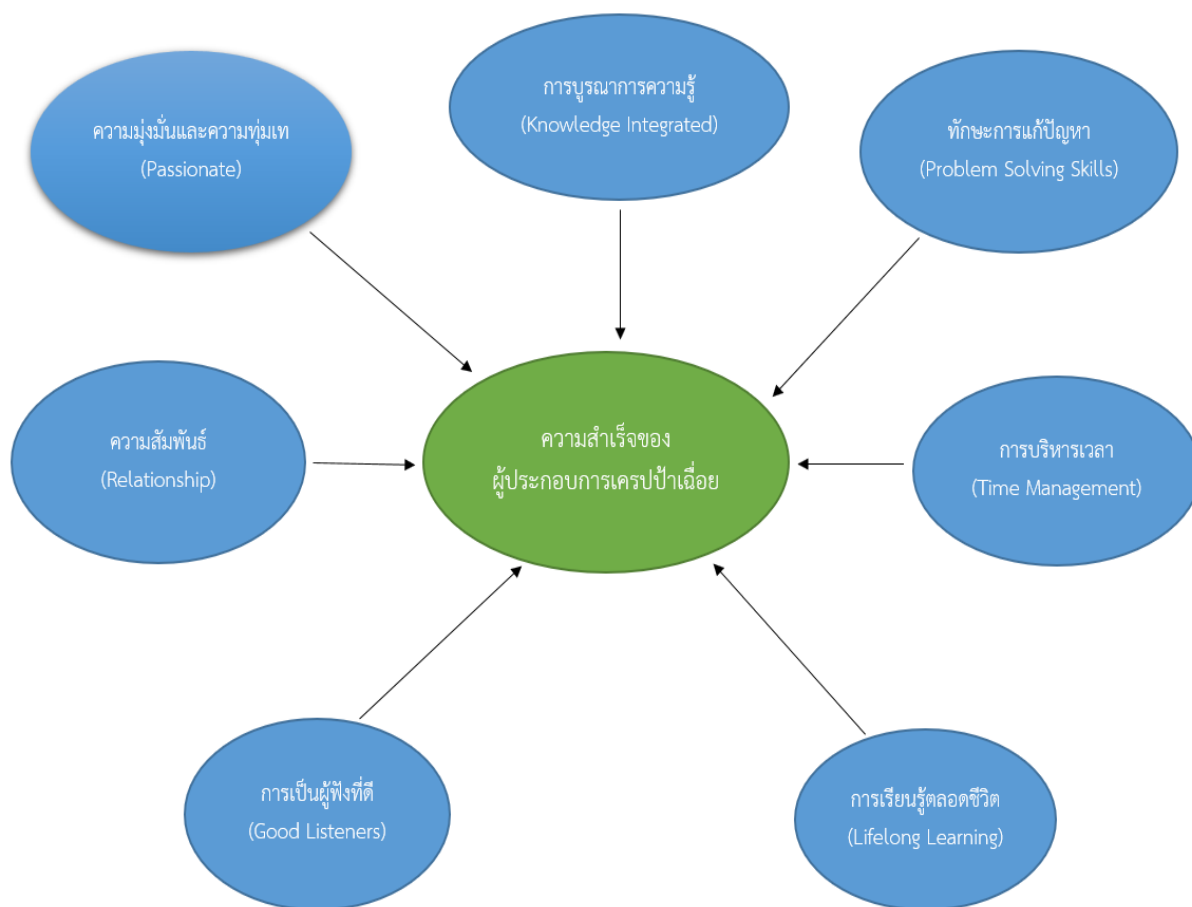 การบูรณาการความรู้
(Knowledge Integrated)
ความมุ่งมั่นและความทุ่มเท
(Passionate)
ทักษะการแก้ปัญหา
(Problem Solving Skills)
ความสัมพันธ์
(Relationship)
ความสำเร็จของ
ผู้ประกอบการเครปป้าเฉื่อย
การบริหารเวลา
(Time Management)
การเป็นผู้ฟังที่ดี
(Good Listeners)
การเรียนรู้ตลอดชีวิต
(Lifelong Learning)